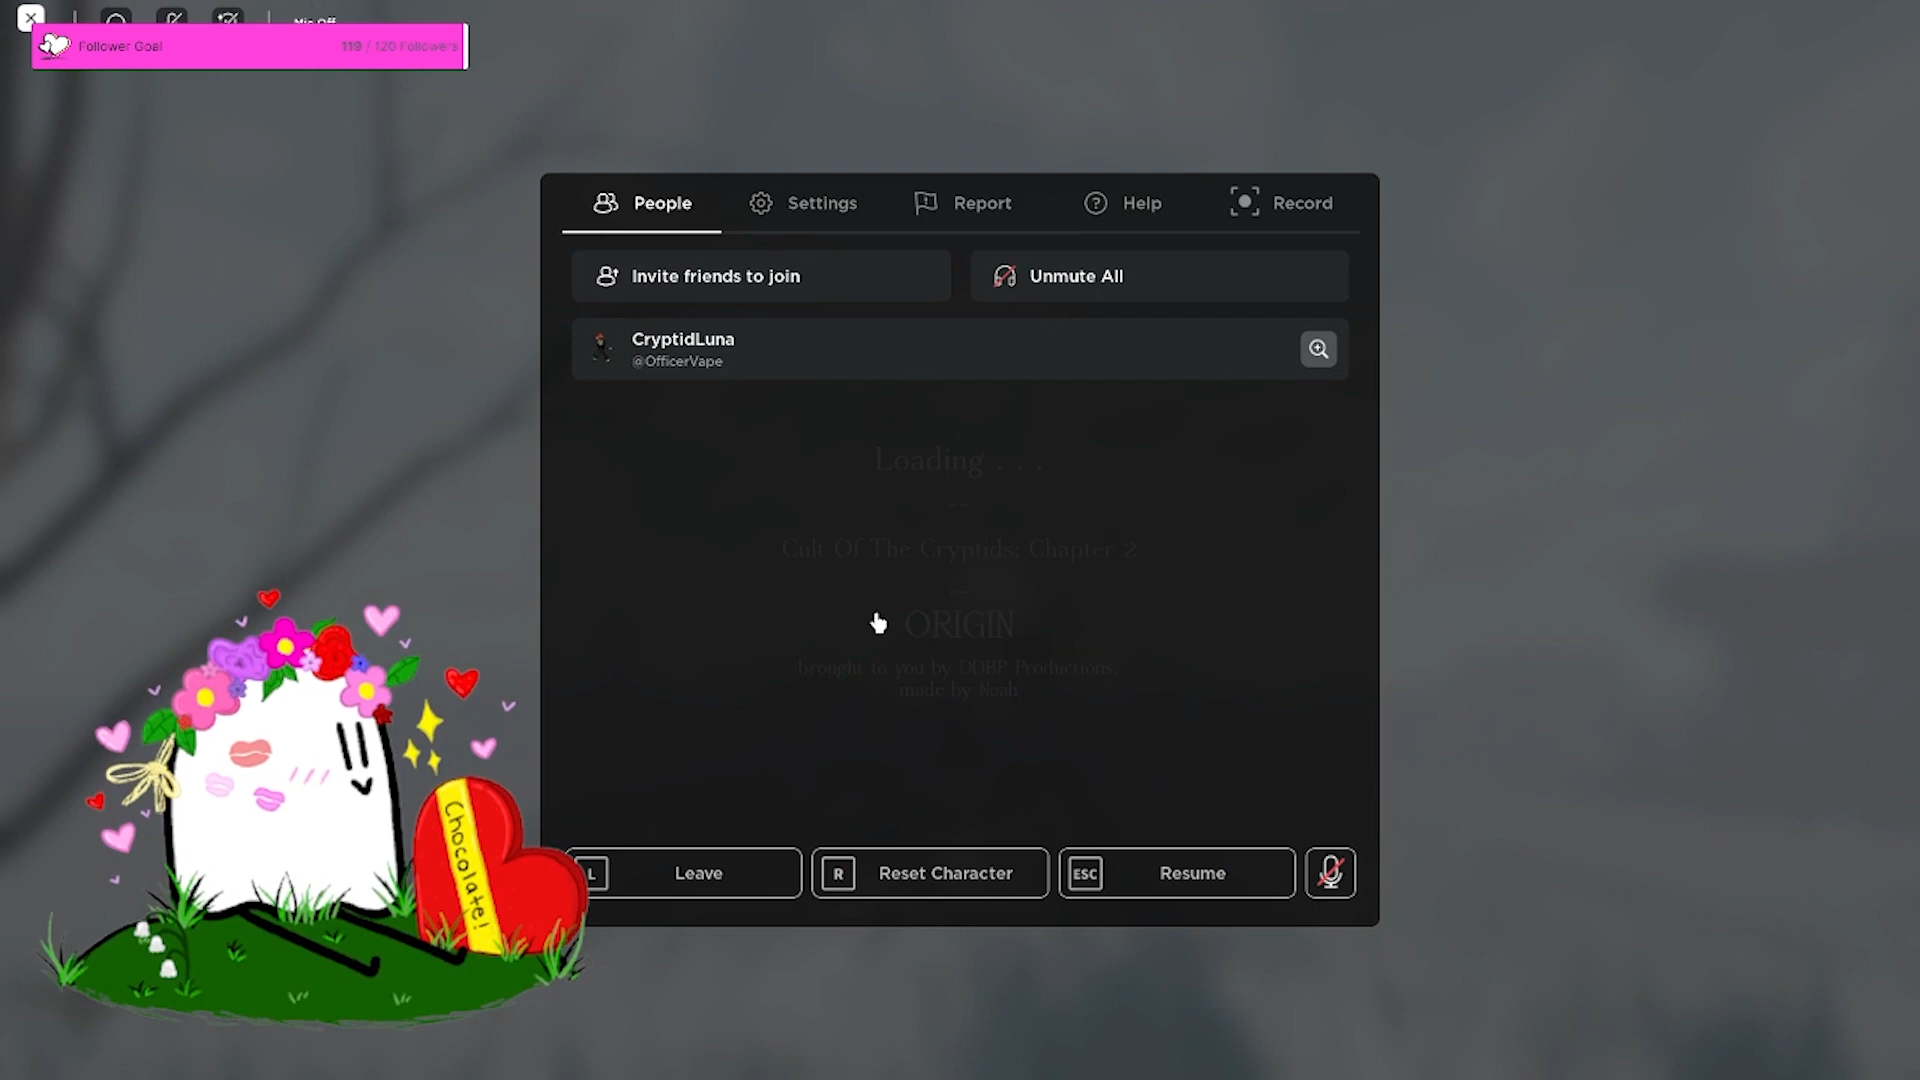 Mic Off
Follower Goal
119 / 120 Followers
People
Settings
Report
Help
Record
Invite friends to join
Unmute All
CryptidLuna
@OfficerVape
Loading . . .
Cult Of The Cryptids: Chapter 2
ORIGIN
brought to you by DDBP Productions,
made by Noah
Chocolate!
L
Leave
R
Reset Character
ESC
Resume